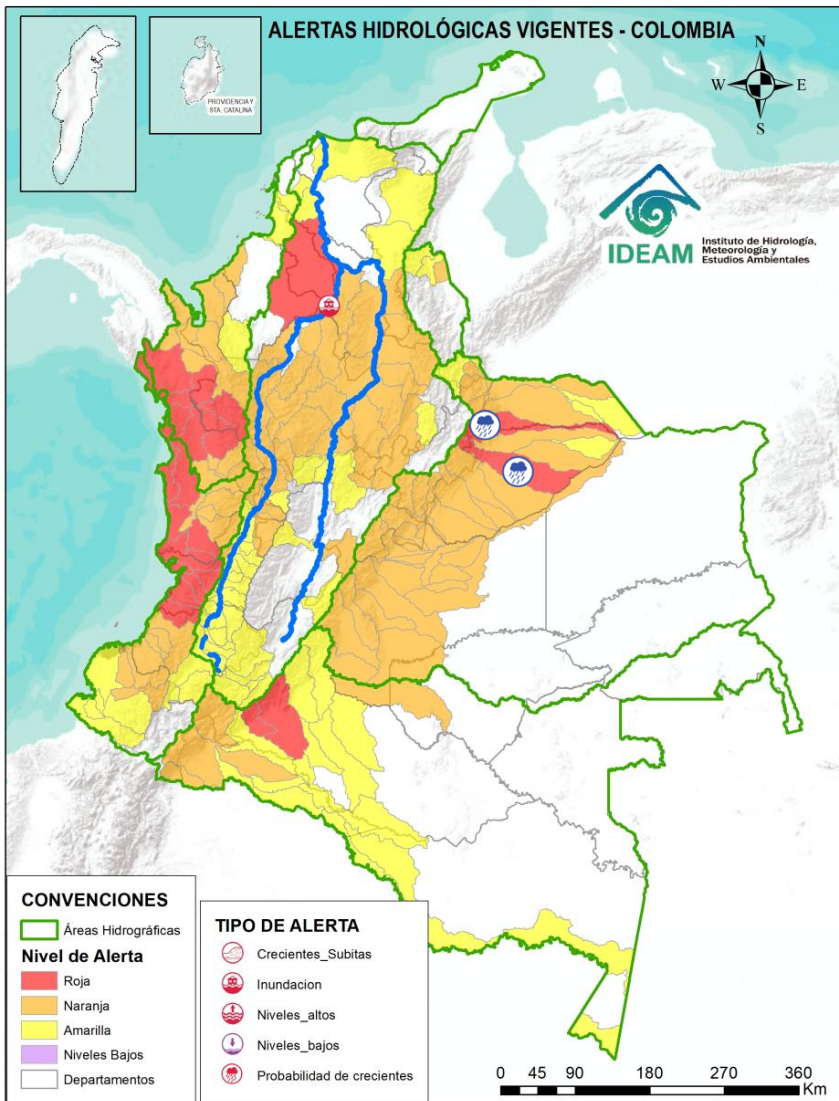 ALERTAS HIDROLÓGICAS VIGENTES - COLOMBIA
PROVIDENCIA Y
STA. CATALINA
N
W
E
S
IDEAM
Instituto de Hidrología,
Meteorología y
Estudios Ambientales
CONVENCIONES
Áreas Hidrográficas
Nivel de Alerta
Roja
Naranja
Amarilla
Niveles Bajos
Departamentos
TIPO DE ALERTA
Crecientes_Subitas
Inundacion
Niveles_altos
Niveles_bajos
Probabilidad de crecientes
0 45 90 180 270 360
Km